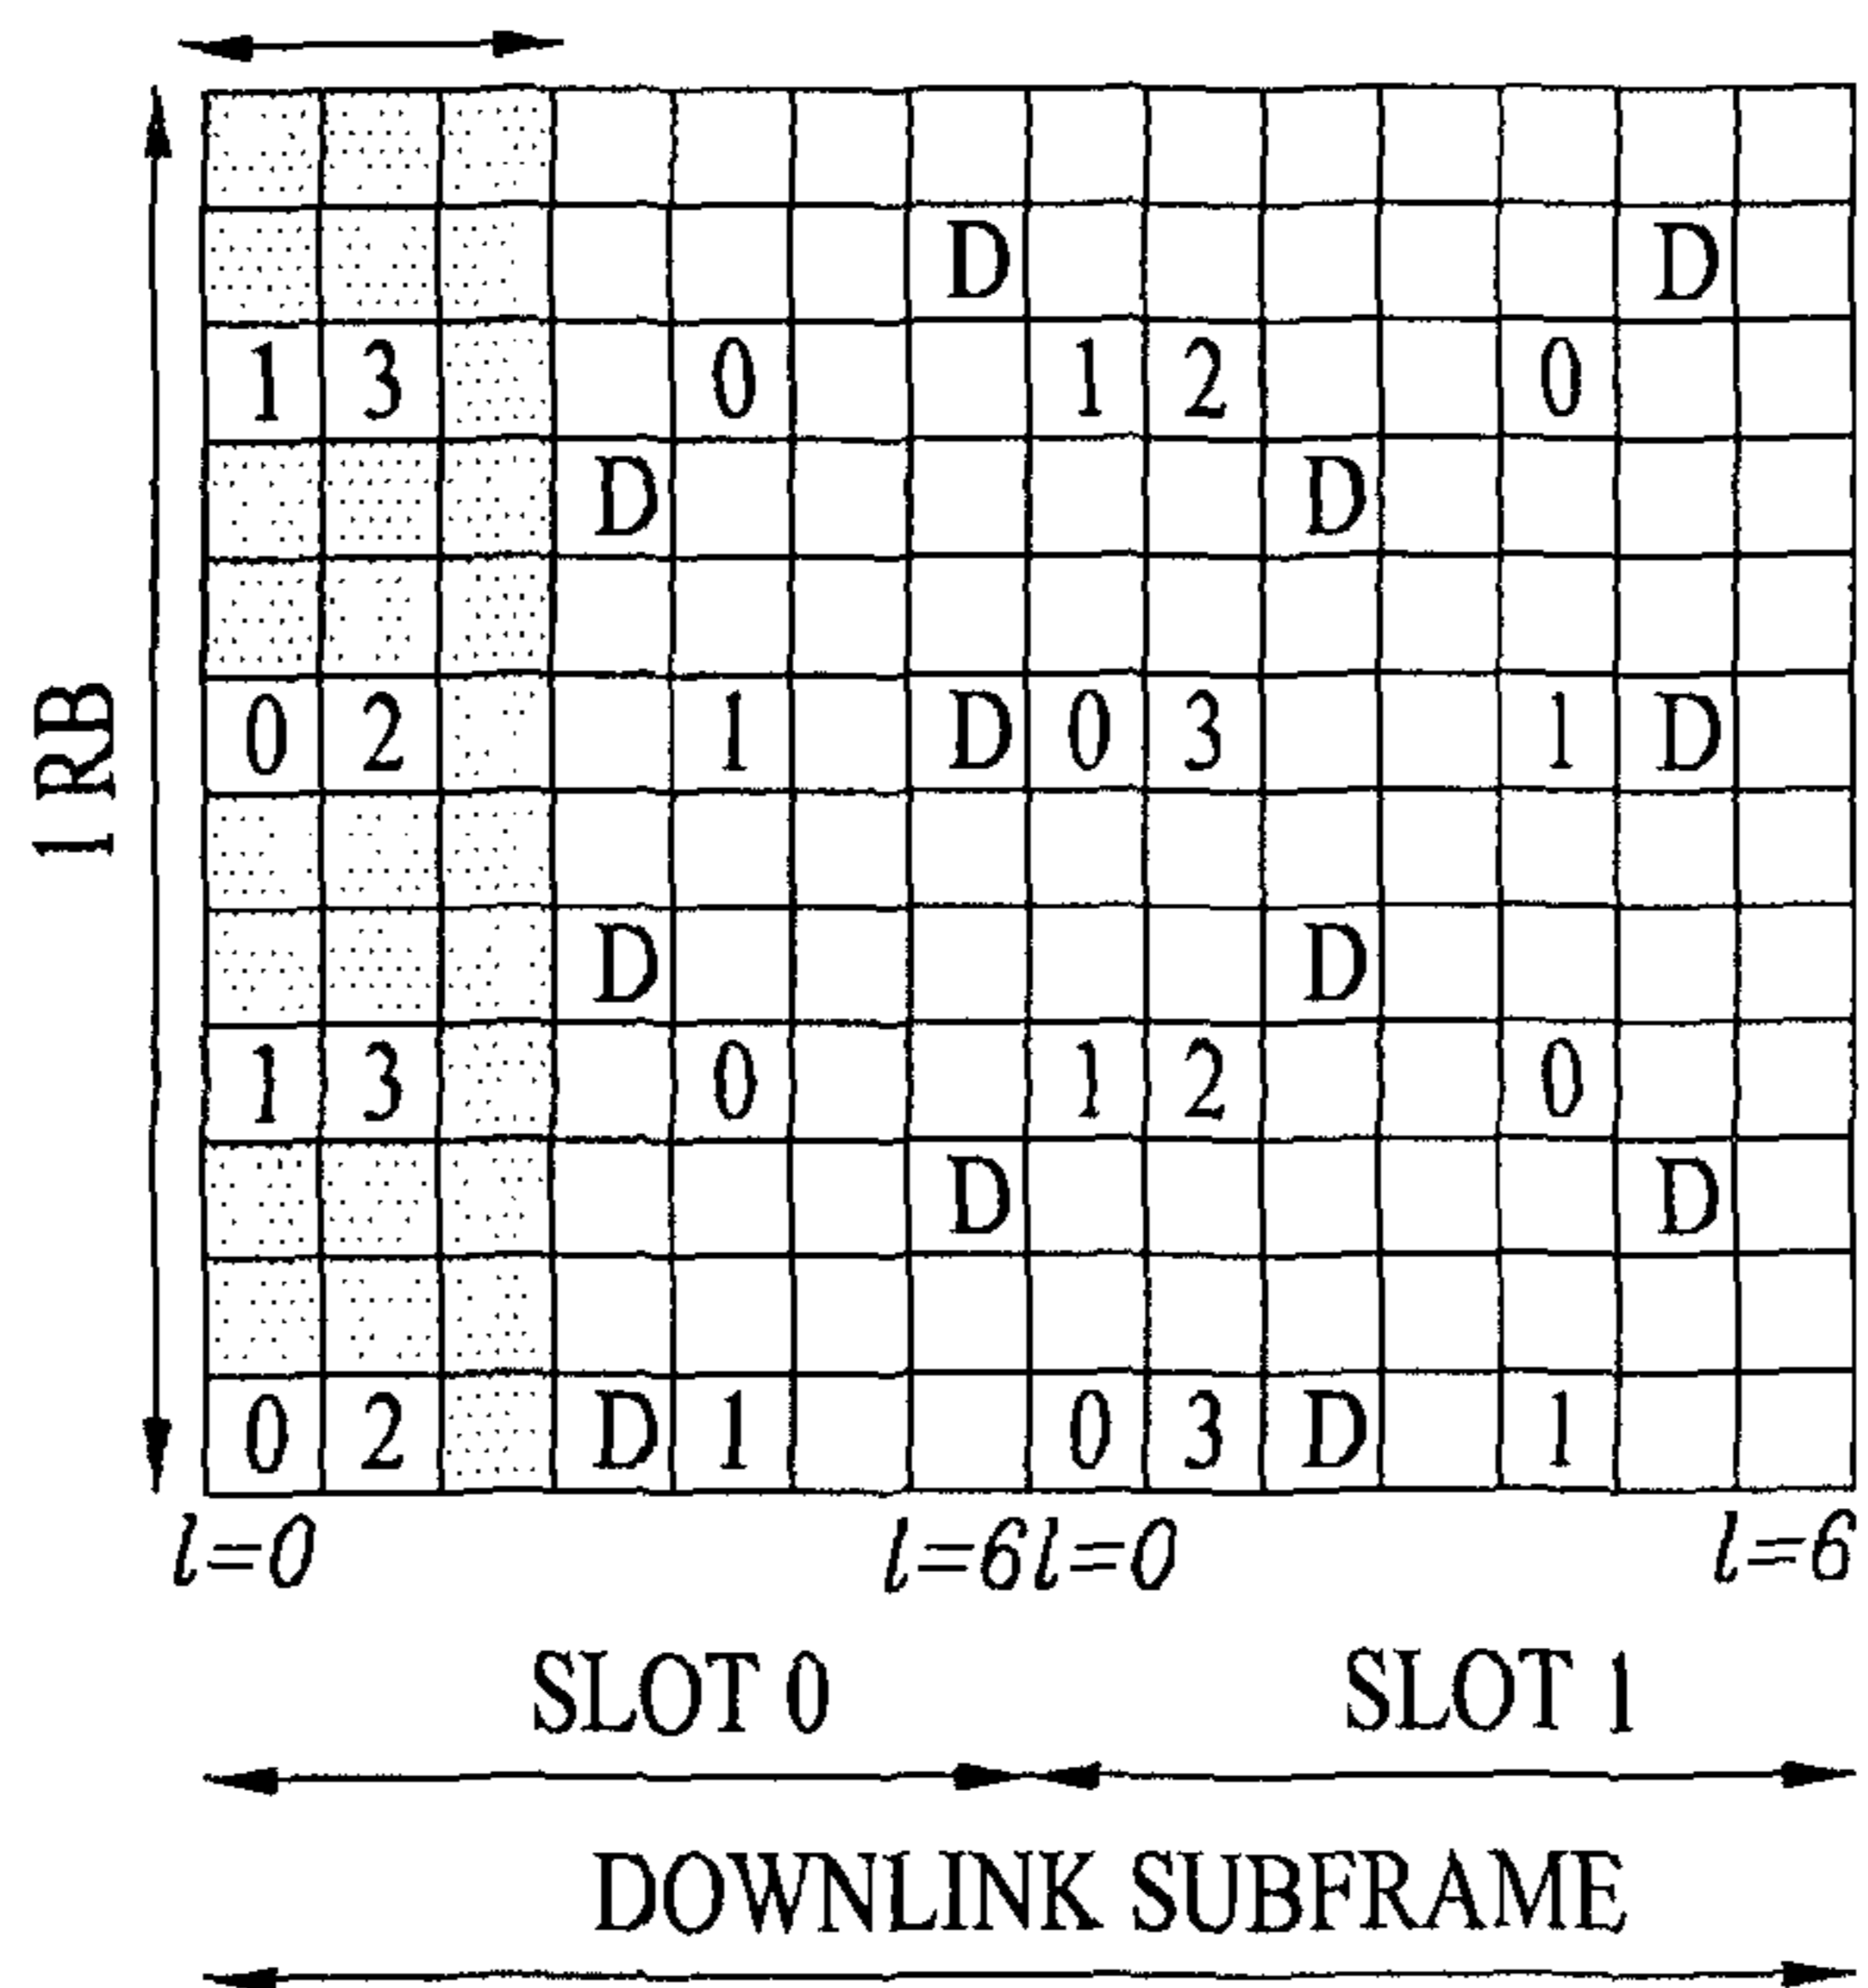 D D
1 3 0 1 2 0
D D
0 2 1 D 0 3 1 D
D D
1 3 0 1 2 0
D D
0 2 D 1 0 3 D 1
1 RB
l=0 l=6 l=0 l=6
SLOT 0 SLOT 1
DOWNLINK SUBFRAME